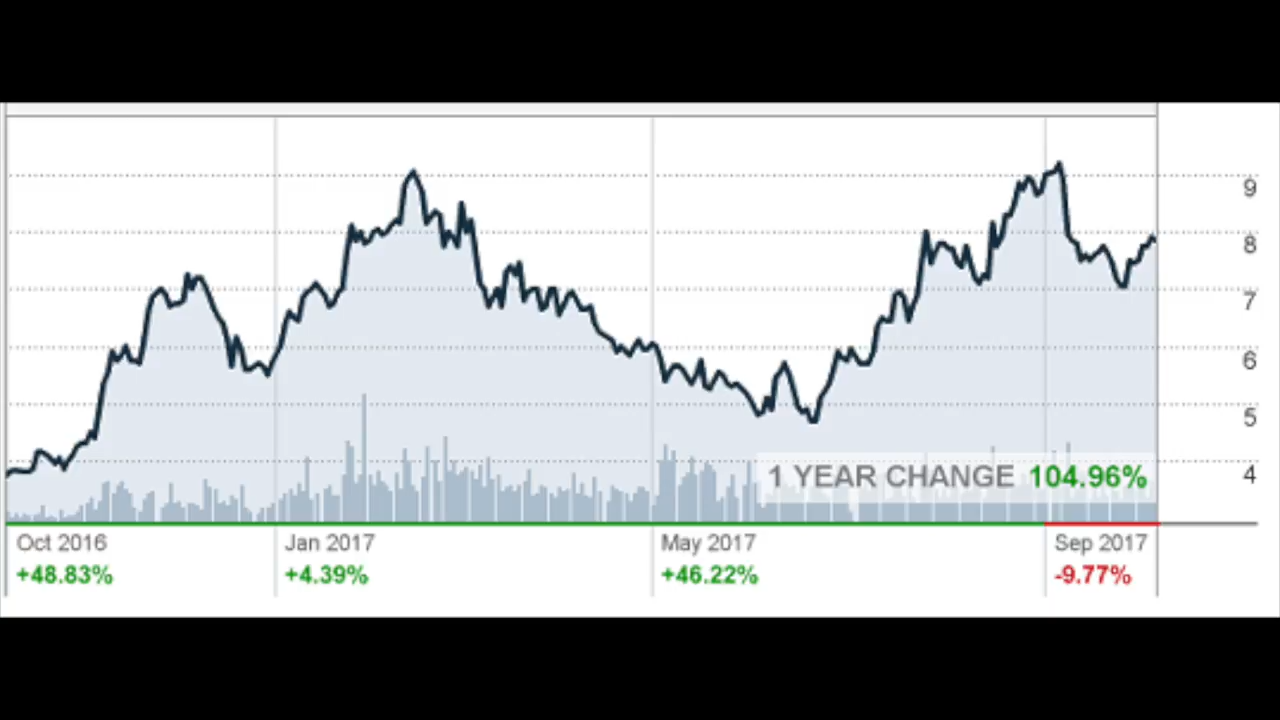 9
8
7
6
5
4
1 YEAR CHANGE 104.96%
Oct 2016 Jan 2017 May 2017 Sep 2017
+48.83% +4.39% +46.22% -9.77%